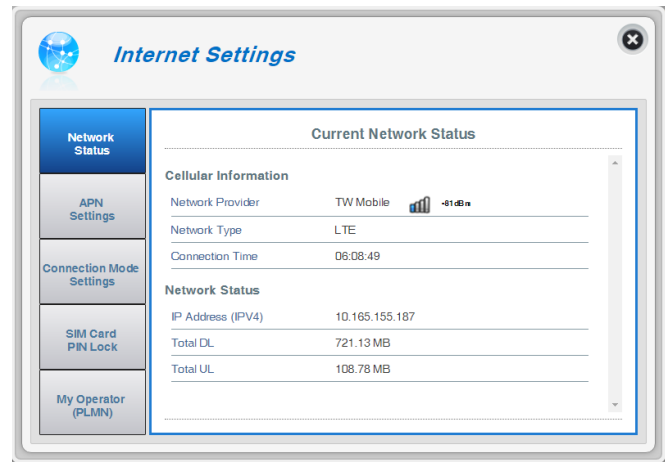 Internet Settings
Network
Status
APN
Settings
Connection Mode
Settings
SIM Card
PIN Lock
My Operator
(PLMN)
Current Network Status
Cellular Information
Network Provider TW Mobile -81 dBm
Network Type LTE
Connection Time 06:08:49
Network Status
IP Address (IPV4) 10.165.155.187
Total DL 721.13 MB
Total UL 108.78 MB